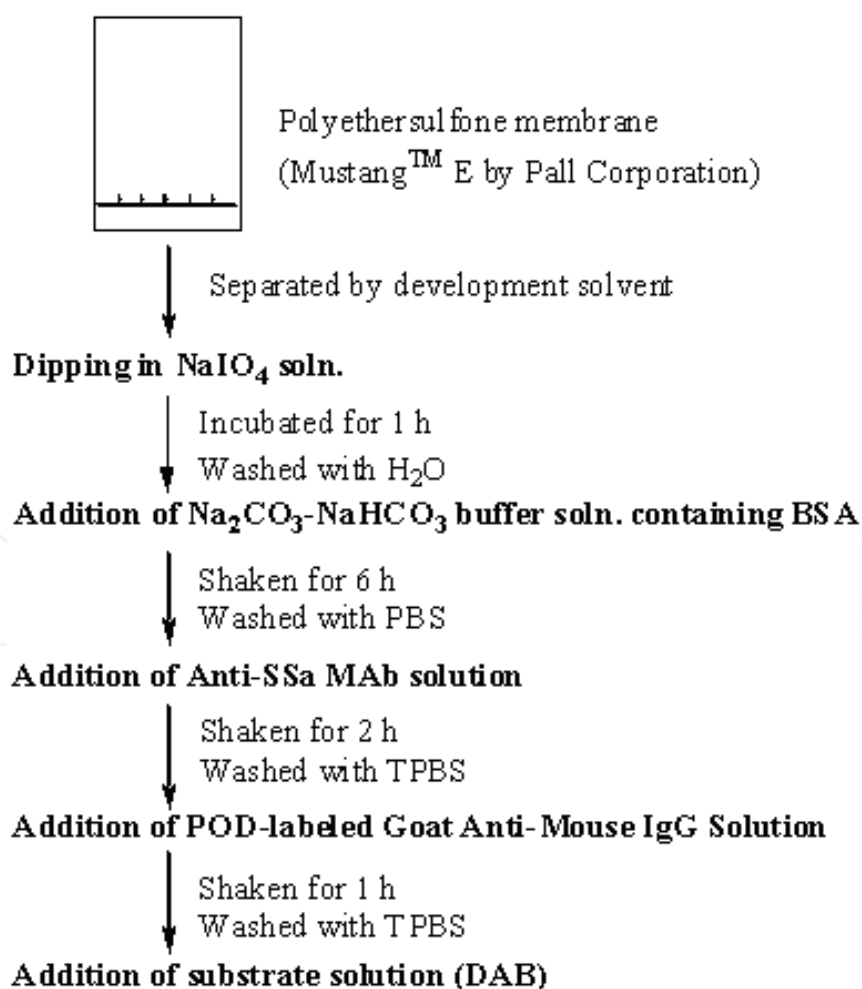 Polyethersulfone membrane
(Mustang™ E by Pall Corporation)
Separated by development solvent
Dipping in NaIO₄ soln.
Incubated for 1 h
Washed with H₂O
Addition of Na₂CO₃-NaHCO₃ buffer soln. containing BSA
Shaken for 6 h
Washed with PBS
Addition of Anti-SSa MAb solution
Shaken for 2 h
Washed with TPBS
Addition of POD-labeled Goat Anti-Mouse IgG Solution
Shaken for 1 h
Washed with TPBS
Addition of substrate solution (DAB)